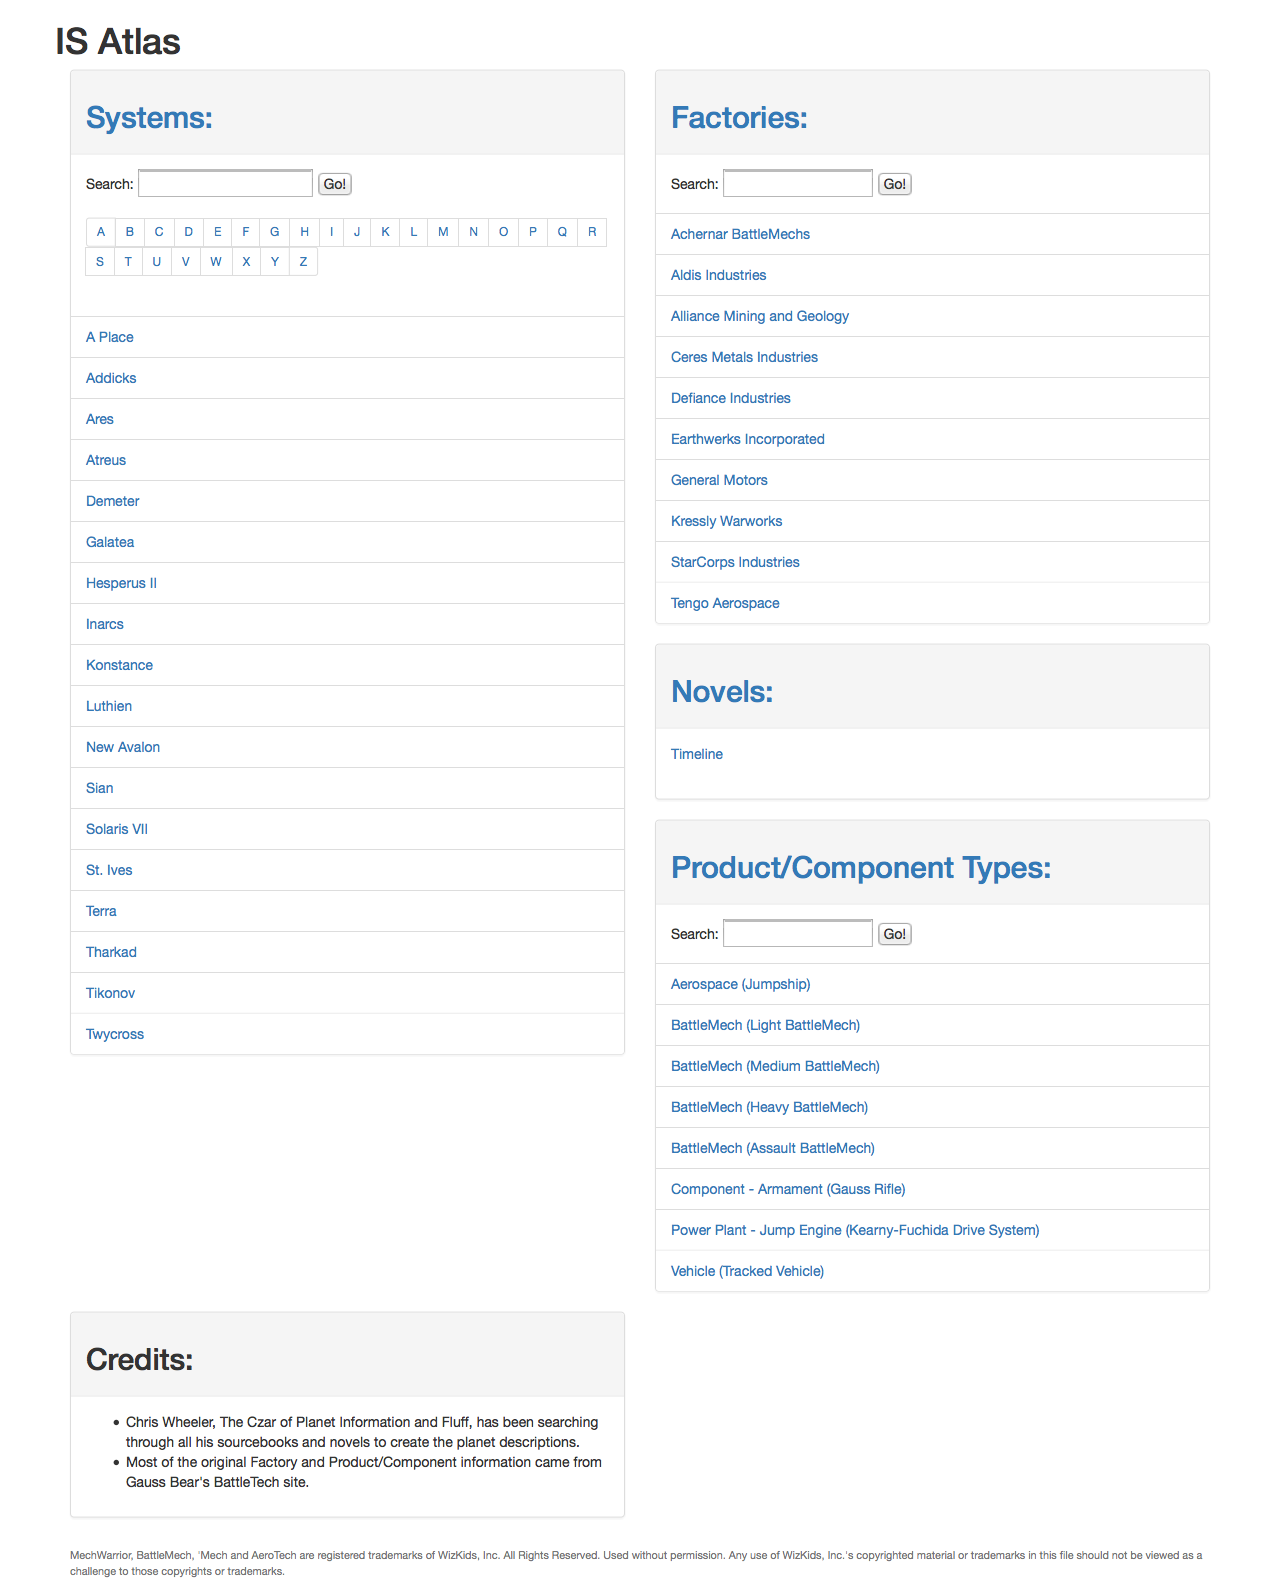 IS Atlas
Systems:
Search: Go!
A B C D E F G H I J K L M N O P Q R
S T U V W X Y Z
A Place
Addicks
Ares
Atreus
Demeter
Galatea
Hesperus II
Inarcs
Konstance
Luthien
New Avalon
Sian
Solaris VII
St. Ives
Terra
Tharkad
Tikonov
Twycross
Factories:
Search: Go!
Achernar BattleMechs
Aldis Industries
Alliance Mining and Geology
Ceres Metals Industries
Defiance Industries
Earthwerks Incorporated
General Motors
Kressly Warworks
StarCorps Industries
Tengo Aerospace
Novels:
Timeline
Product/Component Types:
Search: Go!
Aerospace (Jumpship)
BattleMech (Light BattleMech)
BattleMech (Medium BattleMech)
BattleMech (Heavy BattleMech)
BattleMech (Assault BattleMech)
Component - Armament (Gauss Rifle)
Power Plant - Jump Engine (Kearny-Fuchida Drive System)
Vehicle (Tracked Vehicle)
Credits:
• Chris Wheeler, The Czar of Planet Information and Fluff, has been searching
through all his sourcebooks and novels to create the planet descriptions.
• Most of the original Factory and Product/Component information came from
Gauss Bear's BattleTech site.
MechWarrior, BattleMech, 'Mech and AeroTech are registered trademarks of WizKids, Inc. All Rights Reserved. Used without permission. Any use of WizKids, Inc.'s copyrighted material or trademarks in this file should not be viewed as a
challenge to those copyrights or trademarks.